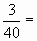 3/40 =